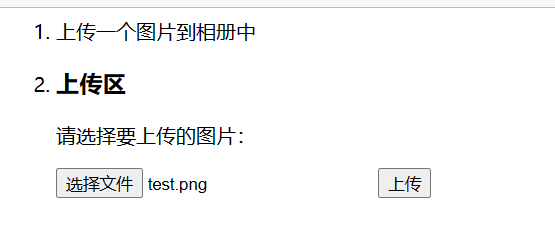 1. 上传一个图片到相册中
2. 上传区
请选择要上传的图片：
选择文件 test.png 上传